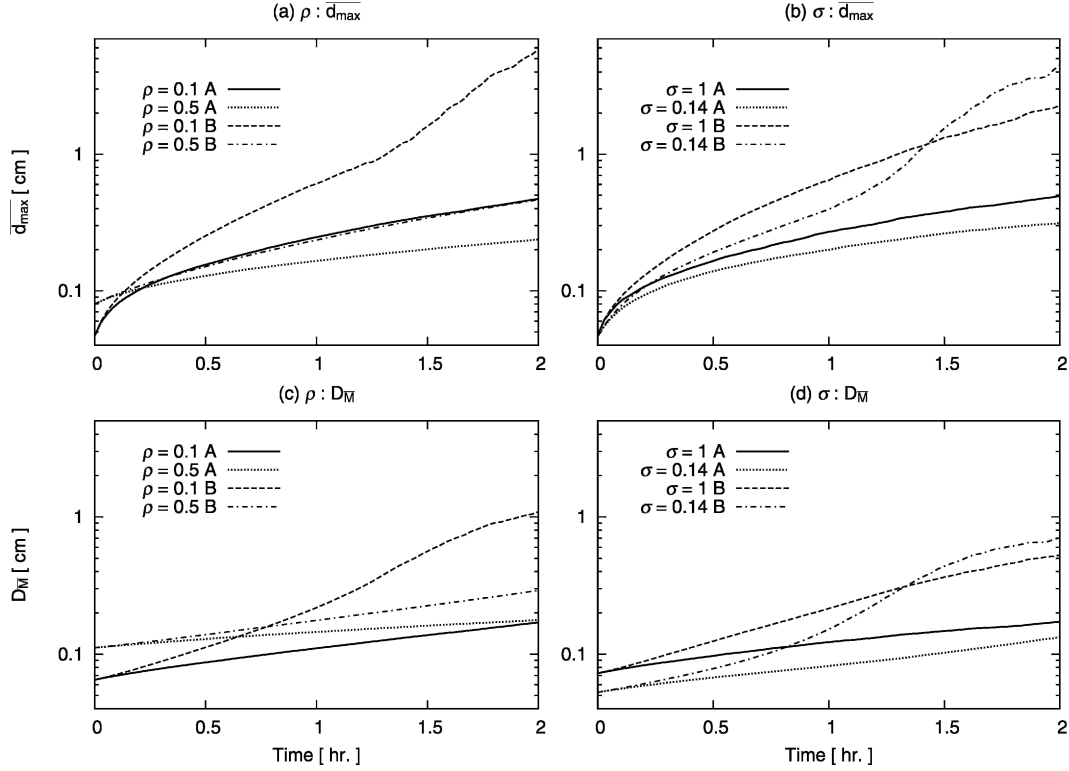 (a) ρ : d̅m̅a̅x̅
ρ = 0.1 A
ρ = 0.5 A
ρ = 0.1 B
ρ = 0.5 B
d̅m̅a̅x̅ [ cm ]
1
0.1
0 0.5 1 1.5 2
(b) σ : d̅m̅a̅x̅
σ = 1 A
σ = 0.14 A
σ = 1 B
σ = 0.14 B
1
0.1
0 0.5 1 1.5 2
(c) ρ : DM̅
ρ = 0.1 A
ρ = 0.5 A
ρ = 0.1 B
ρ = 0.5 B
DM̅ [ cm ]
1
0.1
0 0.5 1 1.5 2
Time [ hr. ]
(d) σ : DM̅
σ = 1 A
σ = 0.14 A
σ = 1 B
σ = 0.14 B
1
0.1
0 0.5 1 1.5 2
Time [ hr. ]